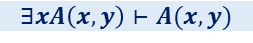 ∃xA(x, y) ⊢ A(x, y)